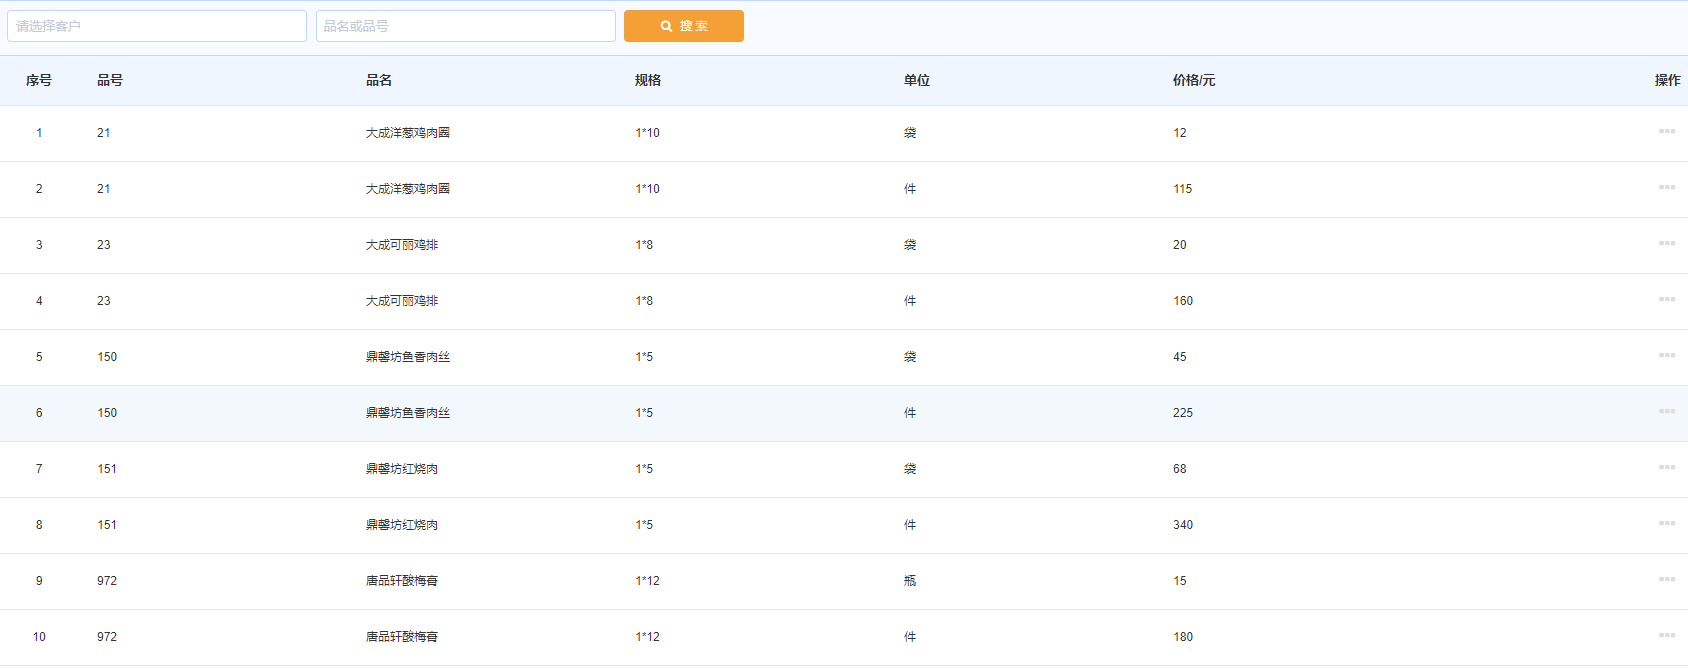 请选择客户 品名或品号 搜索
序号 品号 品名 规格 单位 价格/元 操作
1 21 大成洋葱鸡肉圈 1*10 袋 12
2 21 大成洋葱鸡肉圈 1*10 件 115
3 23 大成可丽鸡排 1*8 袋 20
4 23 大成可丽鸡排 1*8 件 160
5 150 鼎馨坊鱼香肉丝 1*5 袋 45
6 150 鼎馨坊鱼香肉丝 1*5 件 225
7 151 鼎馨坊红烧肉 1*5 袋 68
8 151 鼎馨坊红烧肉 1*5 件 340
9 972 唐品轩酸梅膏 1*12 瓶 15
10 972 唐品轩酸梅膏 1*12 件 180